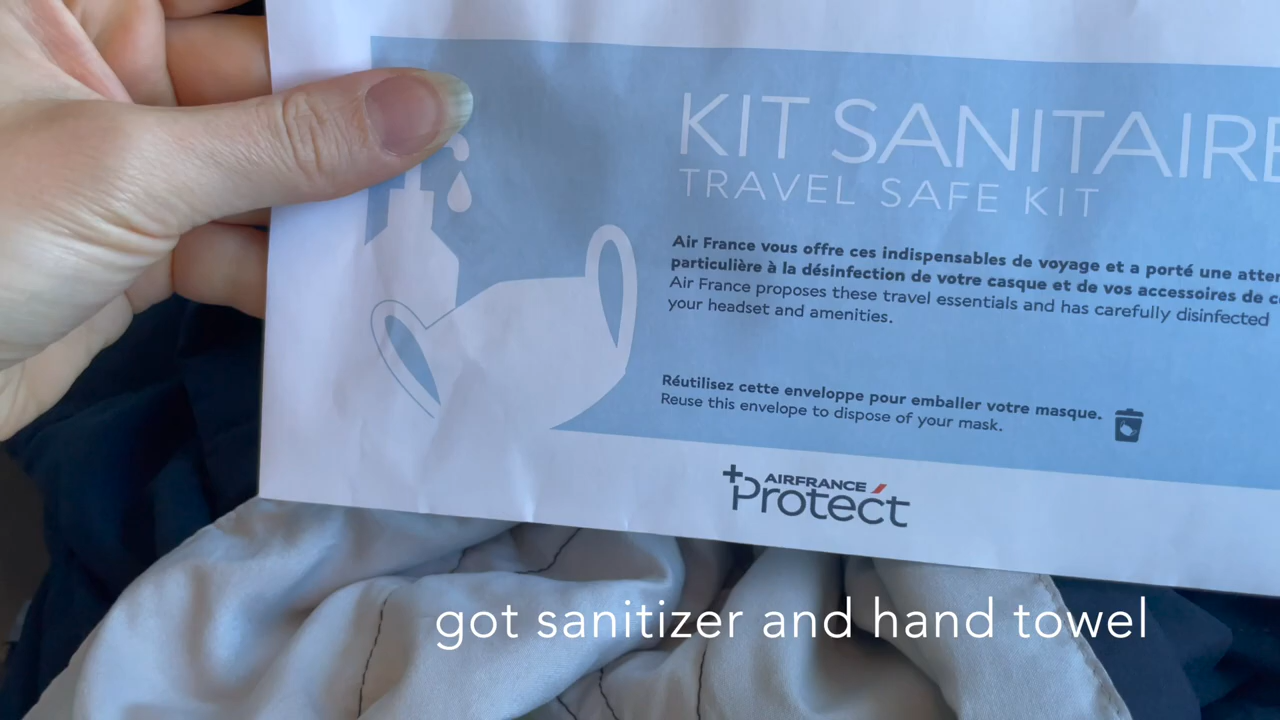 KIT SANITAIRE
TRAVEL SAFE KIT
Air France vous offre ces indispensables de voyage et a porté une
particulière à la désinfection de votre casque et de vos accessoires de
Air France proposes these travel essentials and has carefully disinfected
your headset and amenities.
Réutilisez cette enveloppe pour emballer votre masque.
Reuse this envelope to dispose of your mask.
AIRFRANCE
Protect
got sanitizer and hand towel